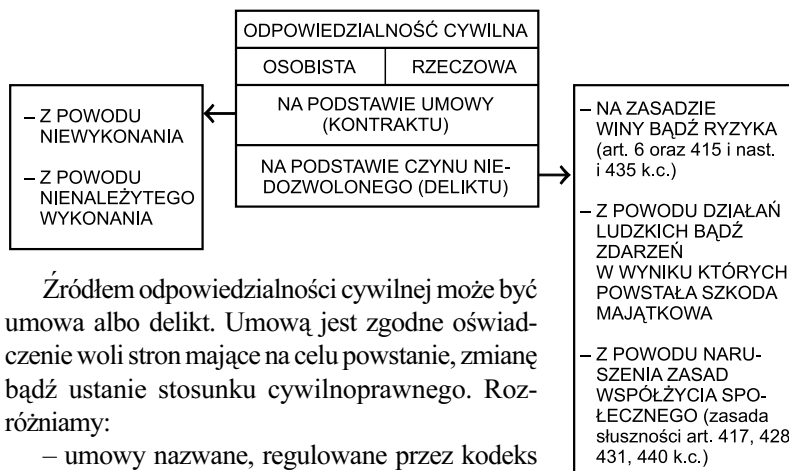 ODPOWIEDZIALNOŚĆ CYWILNA
OSOBISTA
RZECZOWA
NA PODSTAWIE UMOWY
(KONTRAKTU)
NA PODSTAWIE CZYNU NIE-
DOZWOLONEGO (DELIKTU)
– Z POWODU
NIEWYKONANIA
– Z POWODU
NIENALEŻYTEGO
WYKONANIA
– NA ZASADZIE
WINY BĄDŹ RYZYKA
(art. 6 oraz 415 i nast.
i 435 k.c.)
– Z POWODU DZIAŁAŃ
LUDZKICH BĄDŹ
ZDARZEŃ
W WYNIKU KTÓRYCH
POWSTAŁA SZKODA
MAJĄTKOWA
– Z POWODU NARU-
SZENIA ZASAD
WSPÓŁŻYCIA SPO-
ŁECZNEGO (zasada
słuszności art. 417, 428
431, 440 k.c.)
Źródłem odpowiedzialności cywilnej może być
umowa albo delikt. Umową jest zgodne oświad-
czenie woli stron mające na celu powstanie, zmianę
bądź ustanie stosunku cywilnoprawnego. Roz-
różniamy:
– umowy nazwane, regulowane przez kodeks